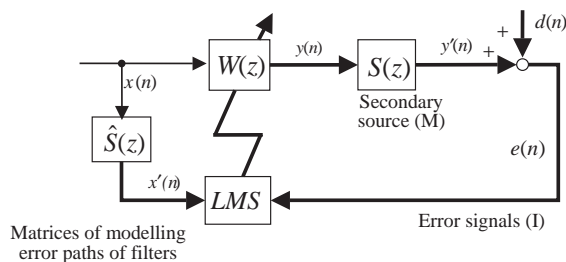 +
d(n)
W(z)
y(n)
S(z)
y′(n)
+
x(n)
Secondary
source (M)
Ŝ(z)
e(n)
x′(n)
LMS
Error signals (I)
Matrices of modelling
error paths of filters